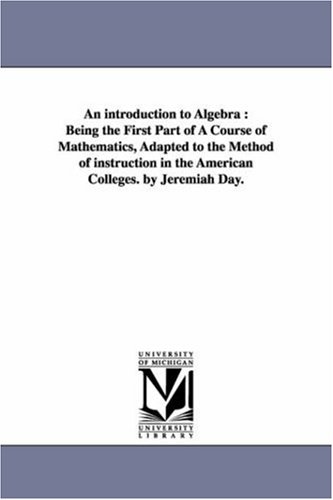 An introduction to Algebra :
Being the First Part of A Course of
Mathematics, Adapted to the Method
of instruction in the American
Colleges. by Jeremiah Day.
UNIVERSITY
OF MICHIGAN
UNIVERSITY
LIBRARY